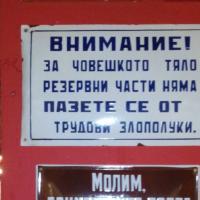 ВНИМАНИЕ!
ЗА ЧОВЕШКОТО ТЯЛО
РЕЗЕРВНИ ЧАСТИ НЯМА
ПАЗЕТЕ СЕ ОТ
ТРУДОВИ ЗЛОПОЛУКИ.
МОЛИМ,